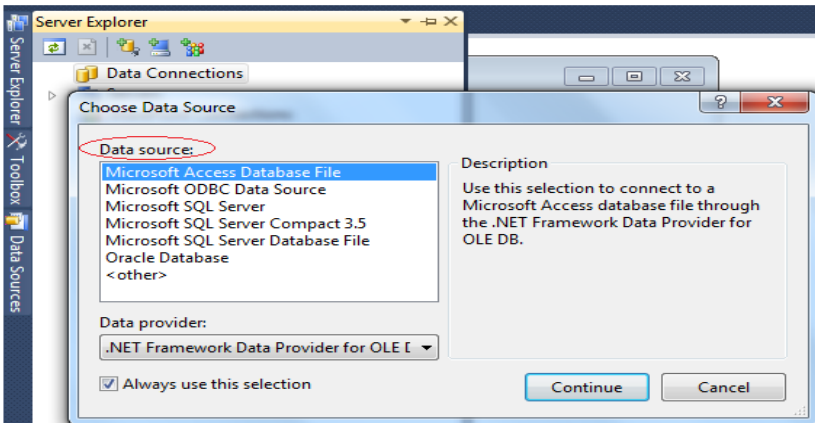 Server Explorer
Data Connections
Choose Data Source
Data source:
Microsoft Access Database File
Microsoft ODBC Data Source
Microsoft SQL Server
Microsoft SQL Server Compact 3.5
Microsoft SQL Server Database File
Oracle Database
<other>
Data provider:
.NET Framework Data Provider for OLE
Always use this selection
Description
Use this selection to connect to a
Microsoft Access database file through
the .NET Framework Data Provider for
OLE DB.
Continue
Cancel
Server Explorer
Toolbox
Data Sources